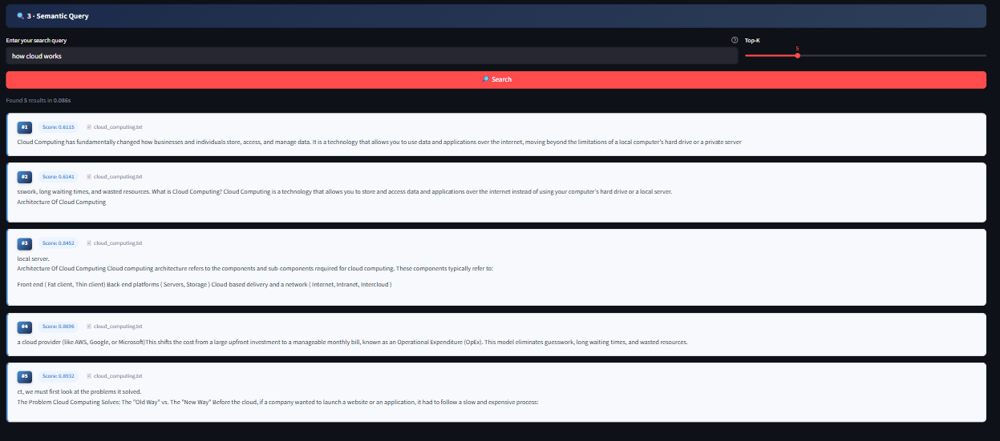 3 · Semantic Query
Enter your search query
Top-K
5
how cloud works
Search
Found 5 results in 0.086s
#1 Score: 0.6115 cloud_computing.txt
Cloud Computing has fundamentally changed how businesses and individuals store, access, and manage data. It is a technology that allows you to use data and applications over the internet, moving beyond the limitations of a local computer's hard drive or a private server
#2 Score: 0.6141 cloud_computing.txt
sswork, long waiting times, and wasted resources. What is Cloud Computing? Cloud Computing is a technology that allows you to store and access data and applications over the internet instead of using your computer's hard drive or a local server.
Architecture Of Cloud Computing
#3 Score: 0.8452 cloud_computing.txt
local server.
Architecture Of Cloud Computing Cloud computing architecture refers to the components and sub-components required for cloud computing. These components typically refer to:
Front end ( Fat client, Thin client) Back-end platforms ( Servers, Storage ) Cloud-based delivery and a network ( Internet, Intranet, Intercloud )
#4 Score: 0.8696 cloud_computing.txt
a cloud provider (like AWS, Google, or Microsoft)This shifts the cost from a large upfront investment to a manageable monthly bill, known as an Operational Expenditure (OpEx). This model eliminates guesswork, long waiting times, and wasted resources.
#5 Score: 0.8932 cloud_computing.txt
ct, we must first look at the problems it solved.
The Problem Cloud Computing Solves: The "Old Way" vs. The "New Way" Before the cloud, if a company wanted to launch a website or an application, it had to follow a slow and expensive process: